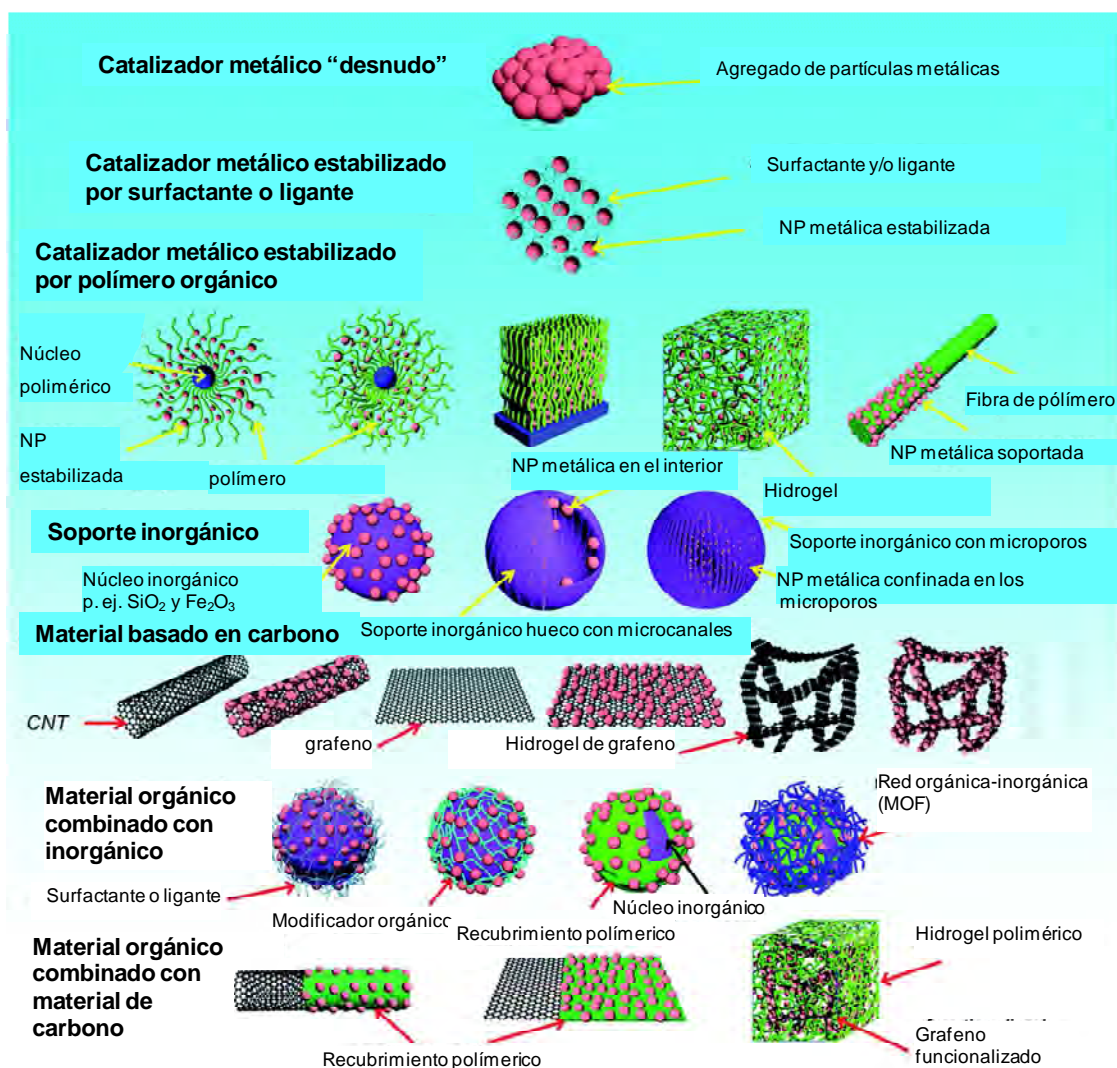 Catalizador metálico “desnudo”
Agregado de partículas metálicas
Catalizador metálico estabilizado
por surfactante o ligante
Surfactante y/o ligante
NP metálica estabilizada
Catalizador metálico estabilizado
por polímero orgánico
Núcleo
polimérico
NP
estabilizada
polímero
NP metálica en el interior
Hidrogel
Fibra de pólímero
NP metálica soportada
Soporte inorgánico
Núcleo inorgánico
p. ej. SiO₂ y Fe₂O₃
Soporte inorgánico hueco con microcanales
Soporte inorgánico con microporos
NP metálica confinada en los
microporos
Material basado en carbono
CNT
grafeno
Hidrogel de grafeno
Red orgánica-inorgánica
(MOF)
Material orgánico
combinado con
inorgánico
Surfactante o ligante
Modificador orgánico
Núcleo inorgánico
Recubrimiento polímerico
Material orgánico
combinado con
material de
carbono
Recubrimiento polímerico
Hidrogel polimérico
Grafeno
funcionalizado